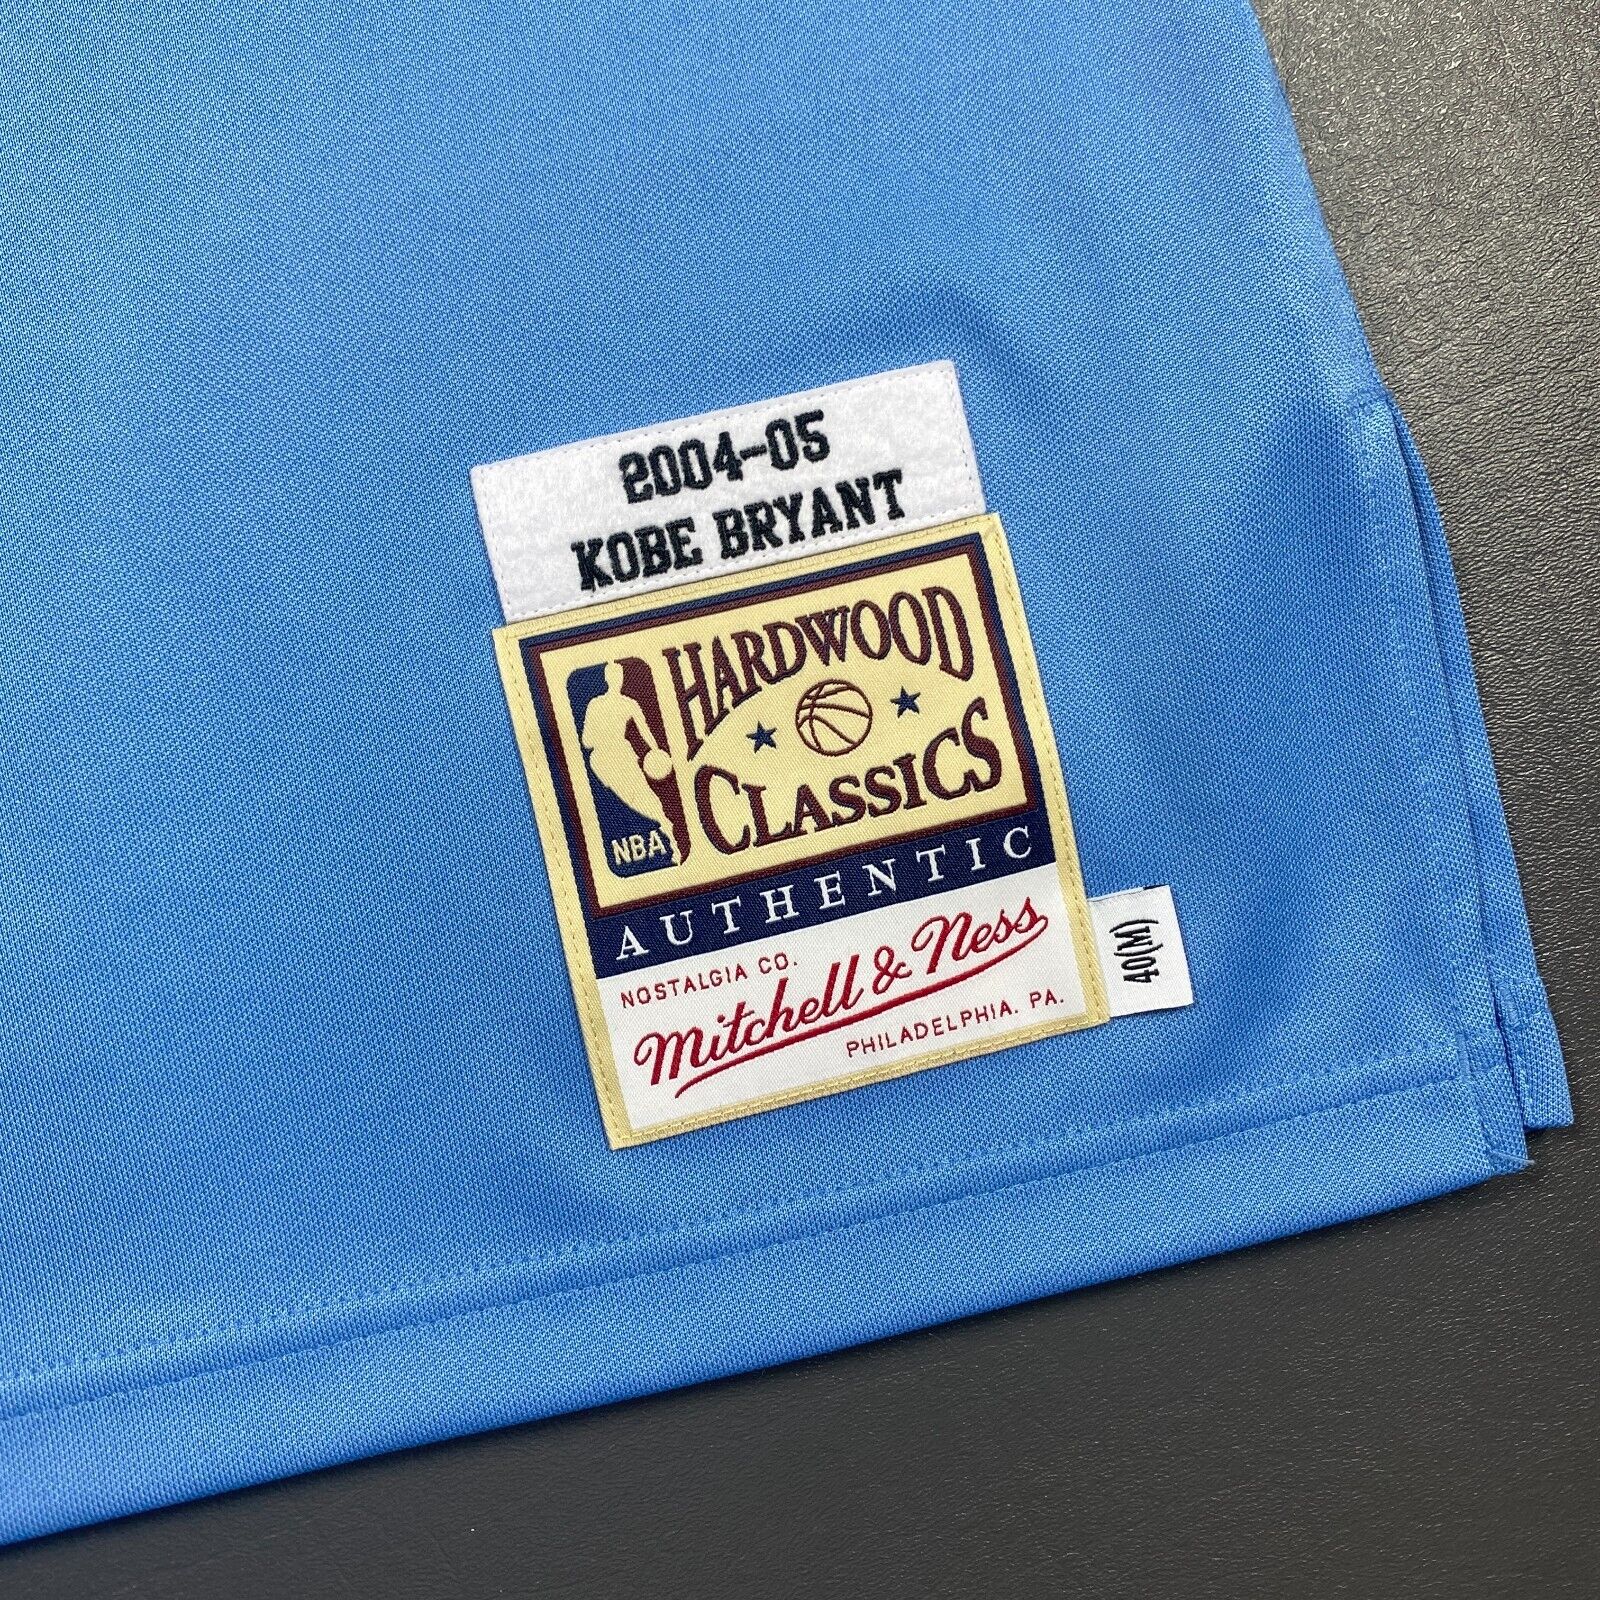 2004-05
KOBE BRYANT
HARDWOOD
CLASSICS
NBA
AUTHENTIC
NOSTALGIA CO.
Mitchell & Ness
PHILADELPHIA. PA.
40(M)